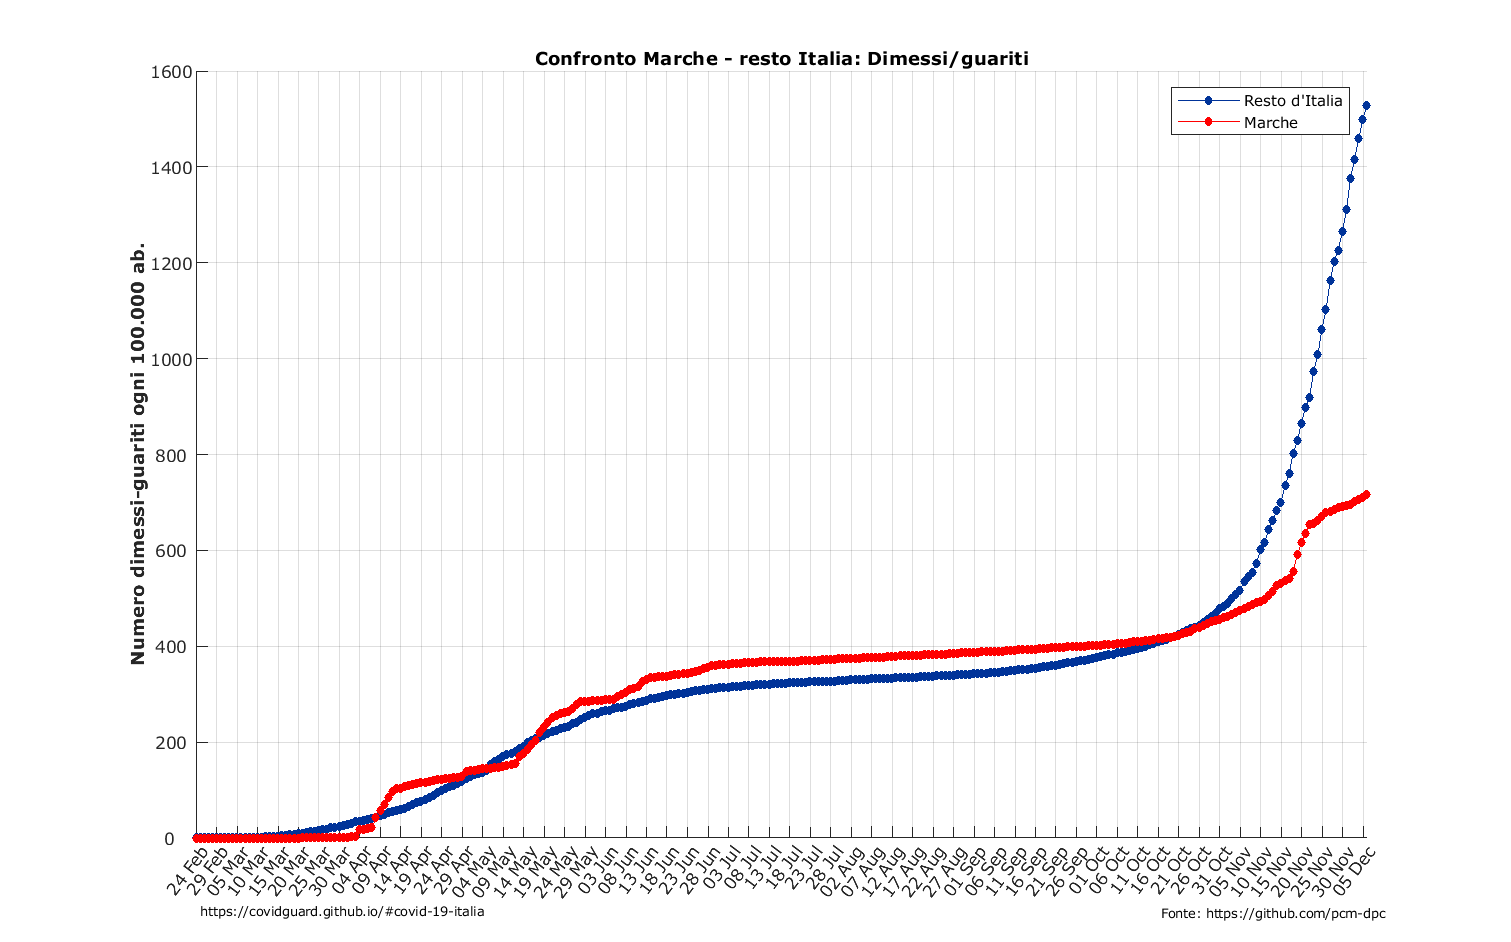 Confronto Marche - resto Italia: Dimessi/guariti
Numero dimessi-guariti ogni 100.000 ab.
1600
1400
1200
1000
800
600
400
200
0
Resto d'Italia
Marche
24 Feb
29 Feb
05 Mar
10 Mar
15 Mar
20 Mar
25 Mar
30 Mar
04 Apr
09 Apr
14 Apr
19 Apr
24 Apr
29 Apr
04 May
09 May
14 May
19 May
24 May
29 May
03 Jun
08 Jun
13 Jun
18 Jun
23 Jun
28 Jun
03 Jul
08 Jul
13 Jul
18 Jul
23 Jul
28 Jul
02 Aug
07 Aug
12 Aug
17 Aug
22 Aug
27 Aug
01 Sep
06 Sep
11 Sep
16 Sep
21 Sep
26 Sep
01 Oct
06 Oct
11 Oct
16 Oct
21 Oct
26 Oct
31 Oct
05 Nov
10 Nov
15 Nov
20 Nov
25 Nov
30 Nov
05 Dec
https://covidguard.github.io/#covid-19-italia
Fonte: https://github.com/pcm-dpc